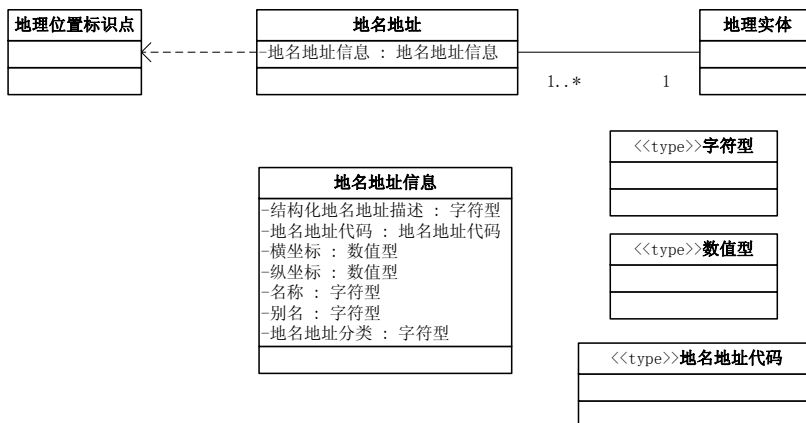 地理位置标识点
地名地址
-地名地址信息 : 地名地址信息
地理实体
1..*
1
地名地址信息
-结构化地名地址描述 : 字符型
-地名地址代码 : 地名地址代码
-横坐标 : 数值型
-纵坐标 : 数值型
-名称 : 字符型
-别名 : 字符型
-地名地址分类 : 字符型
<<type>>字符型
<<type>>数值型
<<type>>地名地址代码